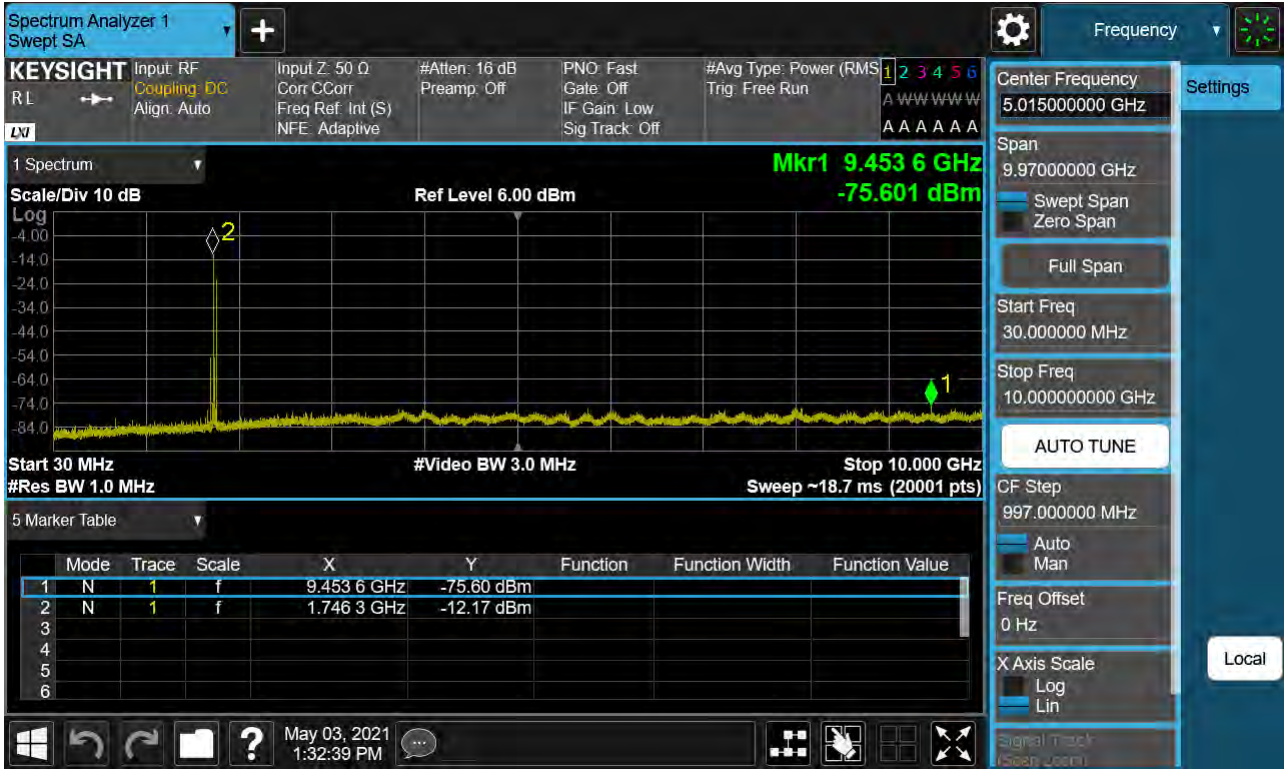 Spectrum Analyzer 1
Swept SA
+
Frequency
KEYSIGHT
RL
LXI
Input: RF
Coupling: DC
Align: Auto
Input Z: 50 Ω
Corr CCorr
Freq Ref: Int (S)
NFE: Adaptive
#Atten: 16 dB
Preamp: Off
PNO: Fast
Gate: Off
IF Gain: Low
Sig Track: Off
#Avg Type: Power (RMS
Trig: Free Run
1 2 3 4 5 6
A W W W W W
A A A A A A
1 Spectrum
Mkr1 9.453 6 GHz
-75.601 dBm
Scale/Div 10 dB
Ref Level 6.00 dBm
Log
-4.00
-14.0
-24.0
-34.0
-44.0
-54.0
-64.0
-74.0
-84.0
2
1
Start 30 MHz
#Video BW 3.0 MHz
Stop 10.000 GHz
#Res BW 1.0 MHz
Sweep ~18.7 ms (20001 pts)
5 Marker Table
Mode Trace Scale X Y Function Function Width Function Value
1 N 1 f 9.453 6 GHz -75.60 dBm
2 N 1 f 1.746 3 GHz -12.17 dBm
3
4
5
6
May 03, 2021
1:32:39 PM
Center Frequency
5.015000000 GHz
Span
9.97000000 GHz
Swept Span
Zero Span
Full Span
Start Freq
30.000000 MHz
Stop Freq
10.000000000 GHz
AUTO TUNE
CF Step
997.000000 MHz
Auto
Man
Freq Offset
0 Hz
X Axis Scale
Log
Lin
Signal Track
(Span Zoom)
Settings
Local